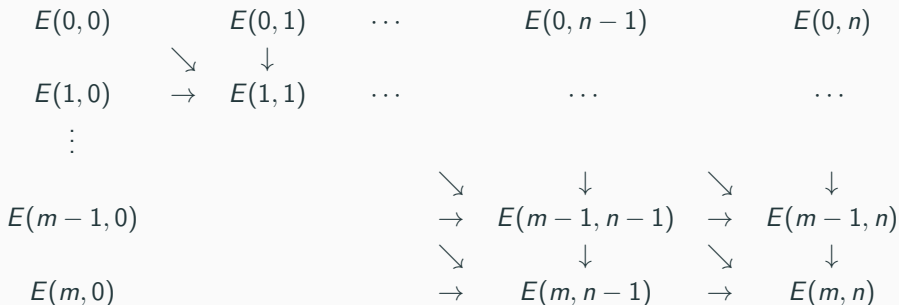 E(0, 0) E(0, 1) ⋯ E(0, n − 1) E(0, n)
↘ ↓
E(1, 0) → E(1, 1) ⋯ ⋯ ⋯
⋮
↘ ↓ ↘ ↓
E(m − 1, 0) → E(m − 1, n − 1) → E(m − 1, n)
↘ ↓ ↘ ↓
E(m, 0) → E(m, n − 1) → E(m, n)